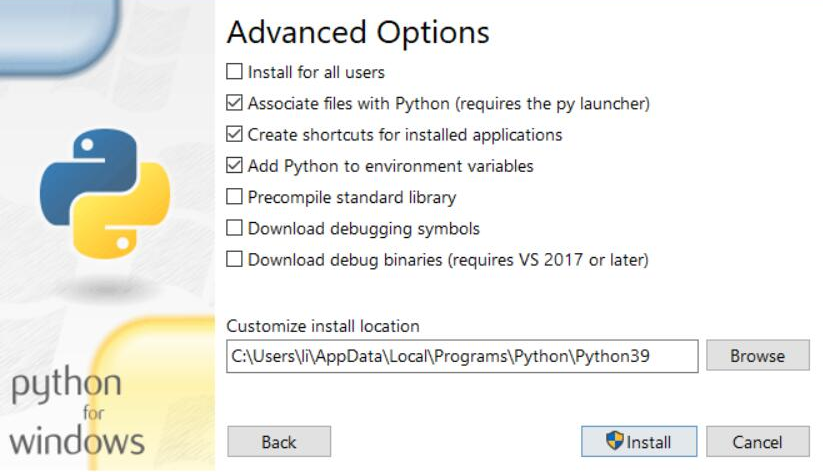 Advanced Options
Install for all users
Associate files with Python (requires the py launcher)
Create shortcuts for installed applications
Add Python to environment variables
Precompile standard library
Download debugging symbols
Download debug binaries (requires VS 2017 or later)
Customize install location
C:\Users\li\AppData\Local\Programs\Python\Python39
Browse
python
for
windows
Back
Install
Cancel